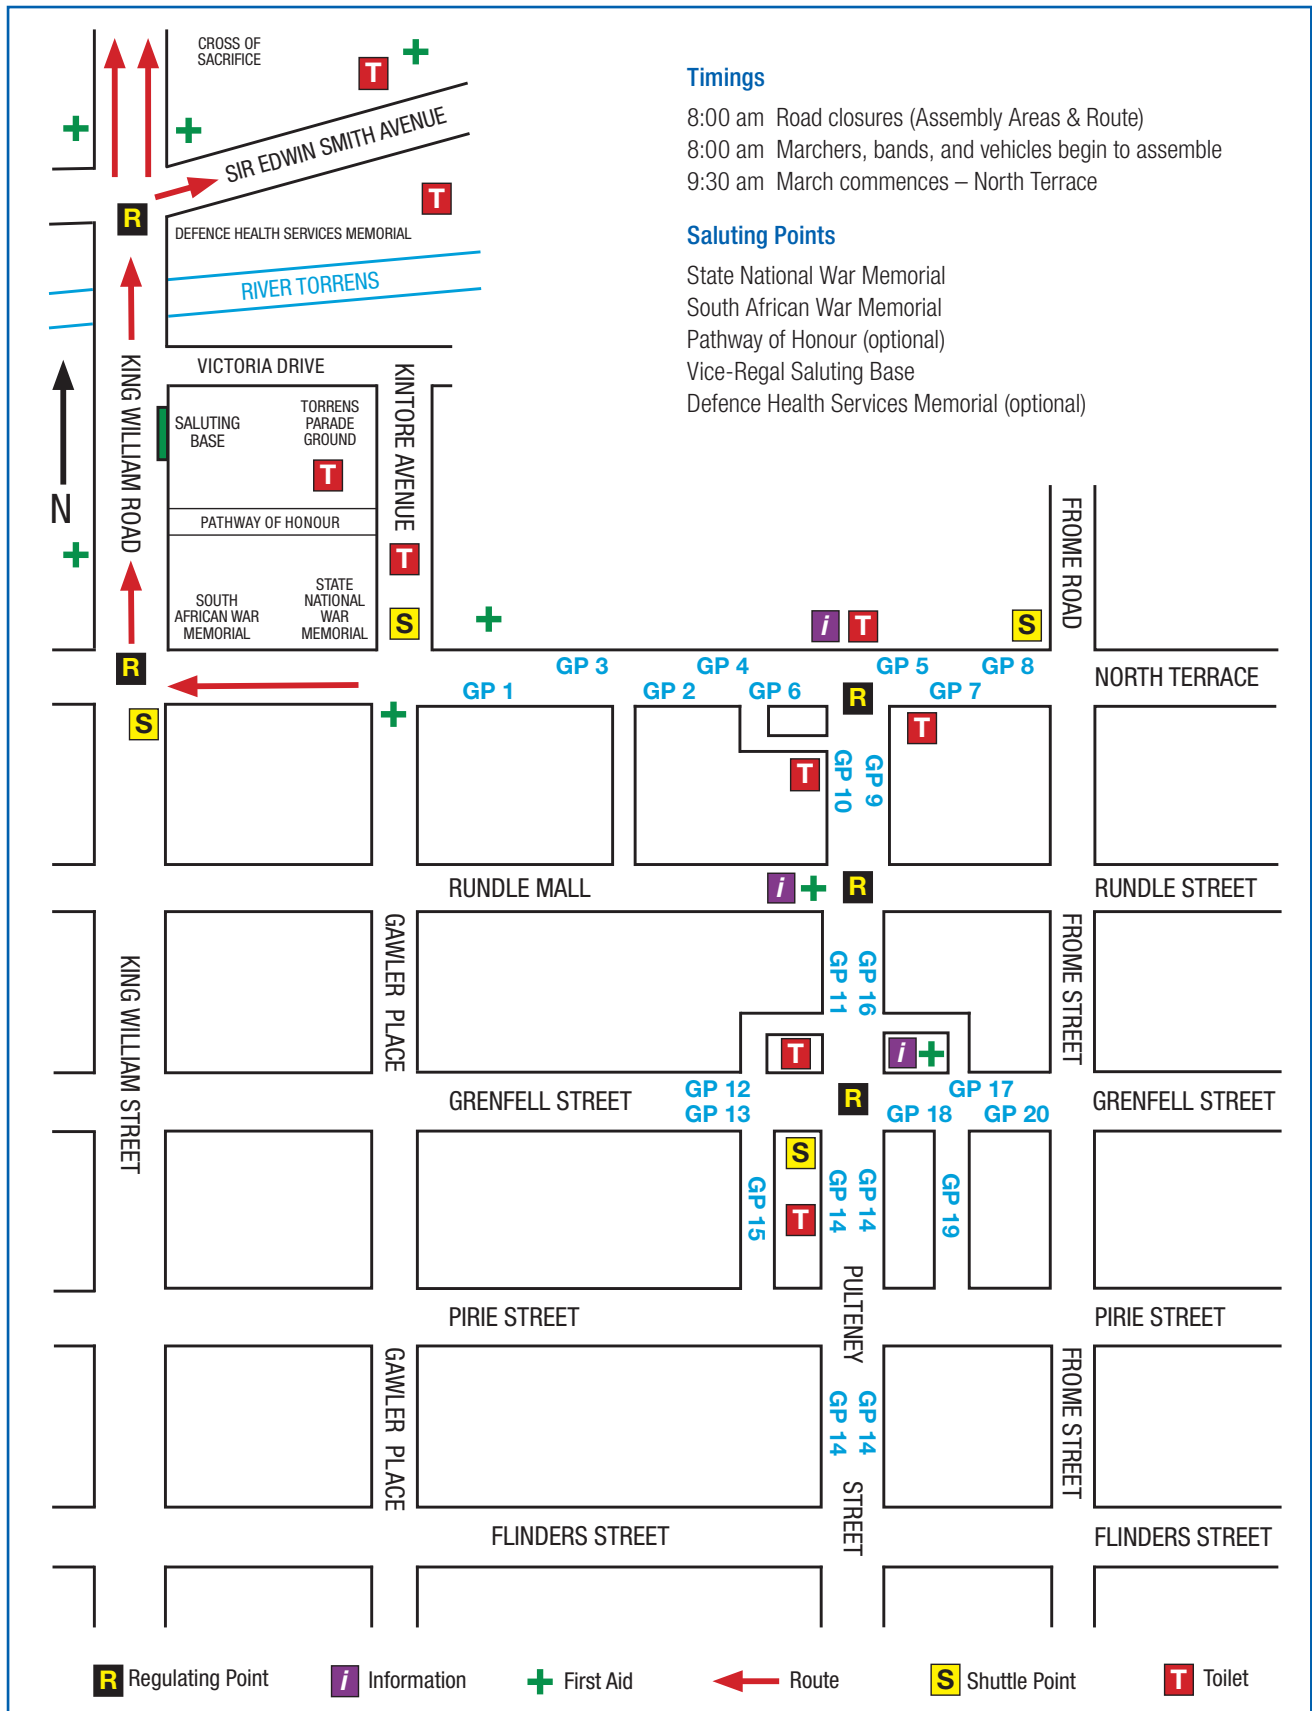 CROSS OF
SACRIFICE
T
SIR EDWIN SMITH AVENUE
T
R
DEFENCE HEALTH SERVICES MEMORIAL
RIVER TORRENS
Timings
8:00 am Road closures (Assembly Areas & Route)
8:00 am Marchers, bands, and vehicles begin to assemble
9:30 am March commences – North Terrace
Saluting Points
State National War Memorial
South African War Memorial
Pathway of Honour (optional)
Vice-Regal Saluting Base
Defence Health Services Memorial (optional)
VICTORIA DRIVE
KING WILLIAM ROAD
N
SALUTING
BASE
TORRENS
PARADE
GROUND
T
KINTORE AVENUE
PATHWAY OF HONOUR
SOUTH
AFRICAN WAR
MEMORIAL
STATE
NATIONAL
WAR
MEMORIAL
T
S
i T
S
FROME ROAD
R
GP 3
GP 4
GP 5
GP 8
NORTH TERRACE
GP 1
GP 2
GP 6
R
GP 7
S
T
T
GP 10
GP 9
RUNDLE MALL
i
R
RUNDLE STREET
KING WILLIAM STREET
GAWLER PLACE
GP 11
GP 16
FROME STREET
T
i
GRENFELL STREET
GP 12
GP 13
R
GP 17
GP 18
GP 20
GRENFELL STREET
S
T
GP 15
GP 14
GP 14
GP 19
PIRIE STREET
PULTENEY
STREET
PIRIE STREET
GAWLER PLACE
GP 14
GP 14
FROME STREET
FLINDERS STREET
FLINDERS STREET
R Regulating Point
i Information
First Aid
Route
S Shuttle Point
T Toilet